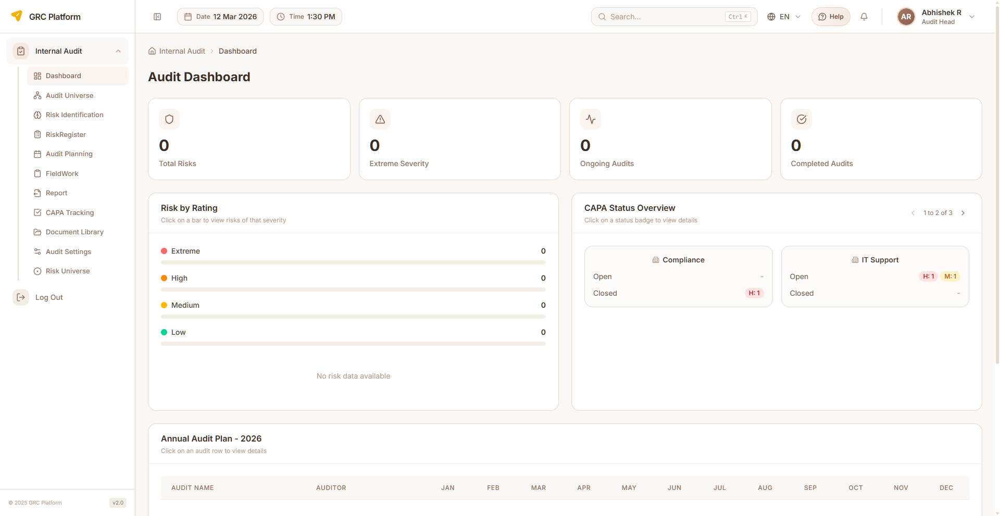 GRC Platform
Date 12 Mar 2026
Time 1:30 PM
Search...
Ctrl K
EN
Help
AR
Abhishek R
Audit Head
Internal Audit
Dashboard
Audit Universe
Risk Identification
RiskRegister
Audit Planning
FieldWork
Report
CAPA Tracking
Document Library
Audit Settings
Risk Universe
Log Out
© 2025 GRC Platform
v2.0
Internal Audit > Dashboard
Audit Dashboard
0
Total Risks
0
Extreme Severity
0
Ongoing Audits
0
Completed Audits
Risk by Rating
Click on a bar to view risks of that severity
Extreme 0
High 0
Medium 0
Low 0
No risk data available
CAPA Status Overview
Click on a status badge to view details
1 to 2 of 3
Compliance
Open -
Closed H: 1
IT Support
Open H: 1 M: 1
Closed -
Annual Audit Plan - 2026
Click on an audit row to view details
AUDIT NAME AUDITOR JAN FEB MAR APR MAY JUN JUL AUG SEP OCT NOV DEC